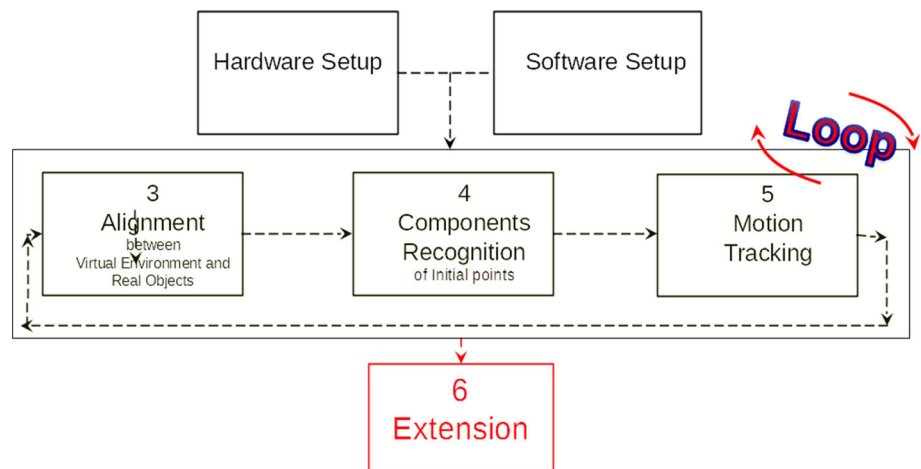 Hardware Setup
Software Setup
Loop
3
Alignment
between
Virtual Environment and
Real Objects
4
Components
Recognition
of Initial points
5
Motion
Tracking
6
Extension